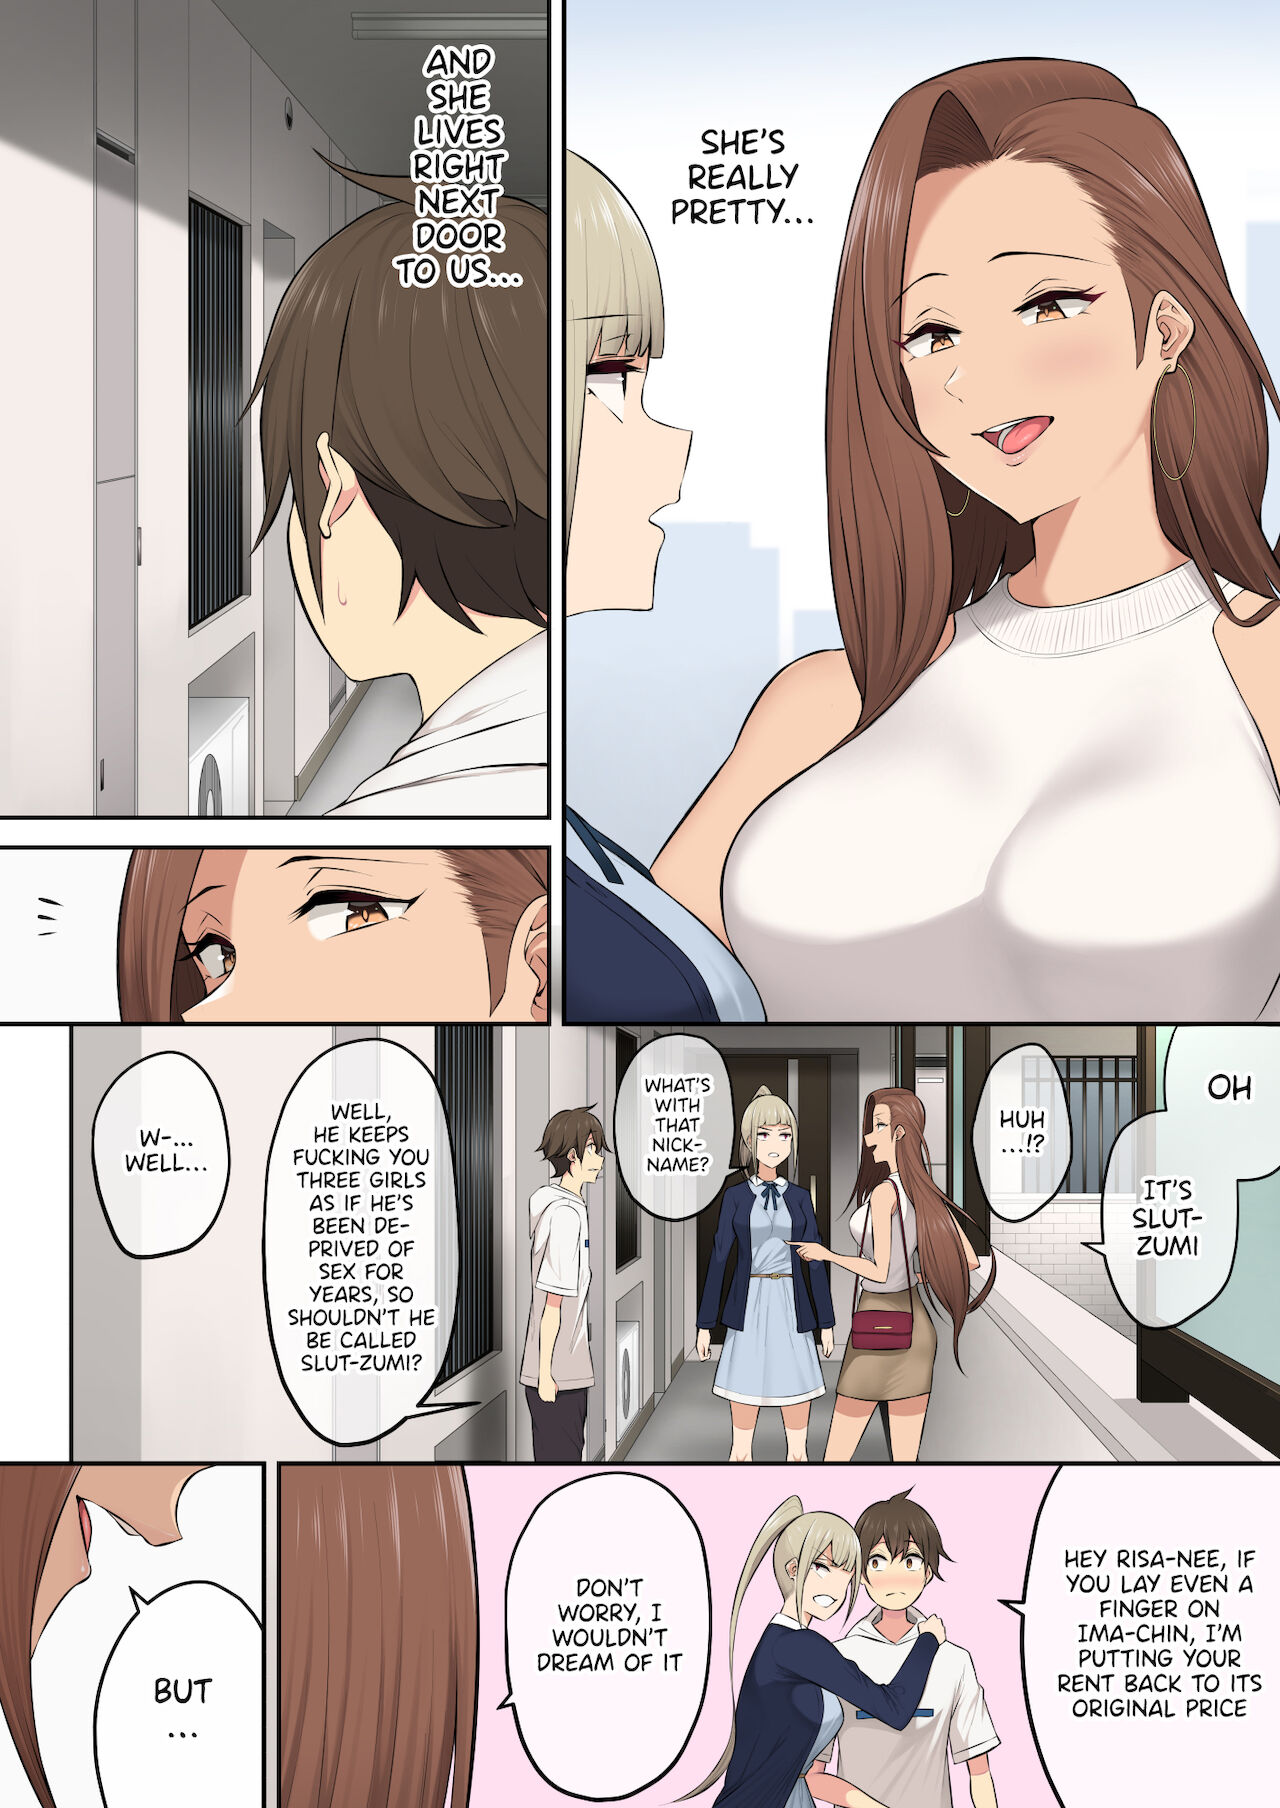 SHE'S
REALLY
PRETTY...
AND
SHE
LIVES
RIGHT
NEXT
DOOR
TO US...
OH
IT'S
SLUT-
ZUMI
HUH
...!?
WHAT'S
WITH
THAT
NICK-
NAME?
WELL,
HE KEEPS
FUCKING YOU
THREE GIRLS
AS IF HE'S
BEEN DE-
PRIVED OF
SEX FOR
YEARS, SO
SHOULDN'T HE
BE CALLED
SLUT-ZUMI?
W-...
WELL...
HEY RISA-NEE, IF
YOU LAY EVEN A
FINGER ON
IMA-CHIN, I'M
PUTTING YOUR
RENT BACK TO ITS
ORIGINAL PRICE
DON'T
WORRY, I
WOULDN'T
DREAM OF IT
BUT
...